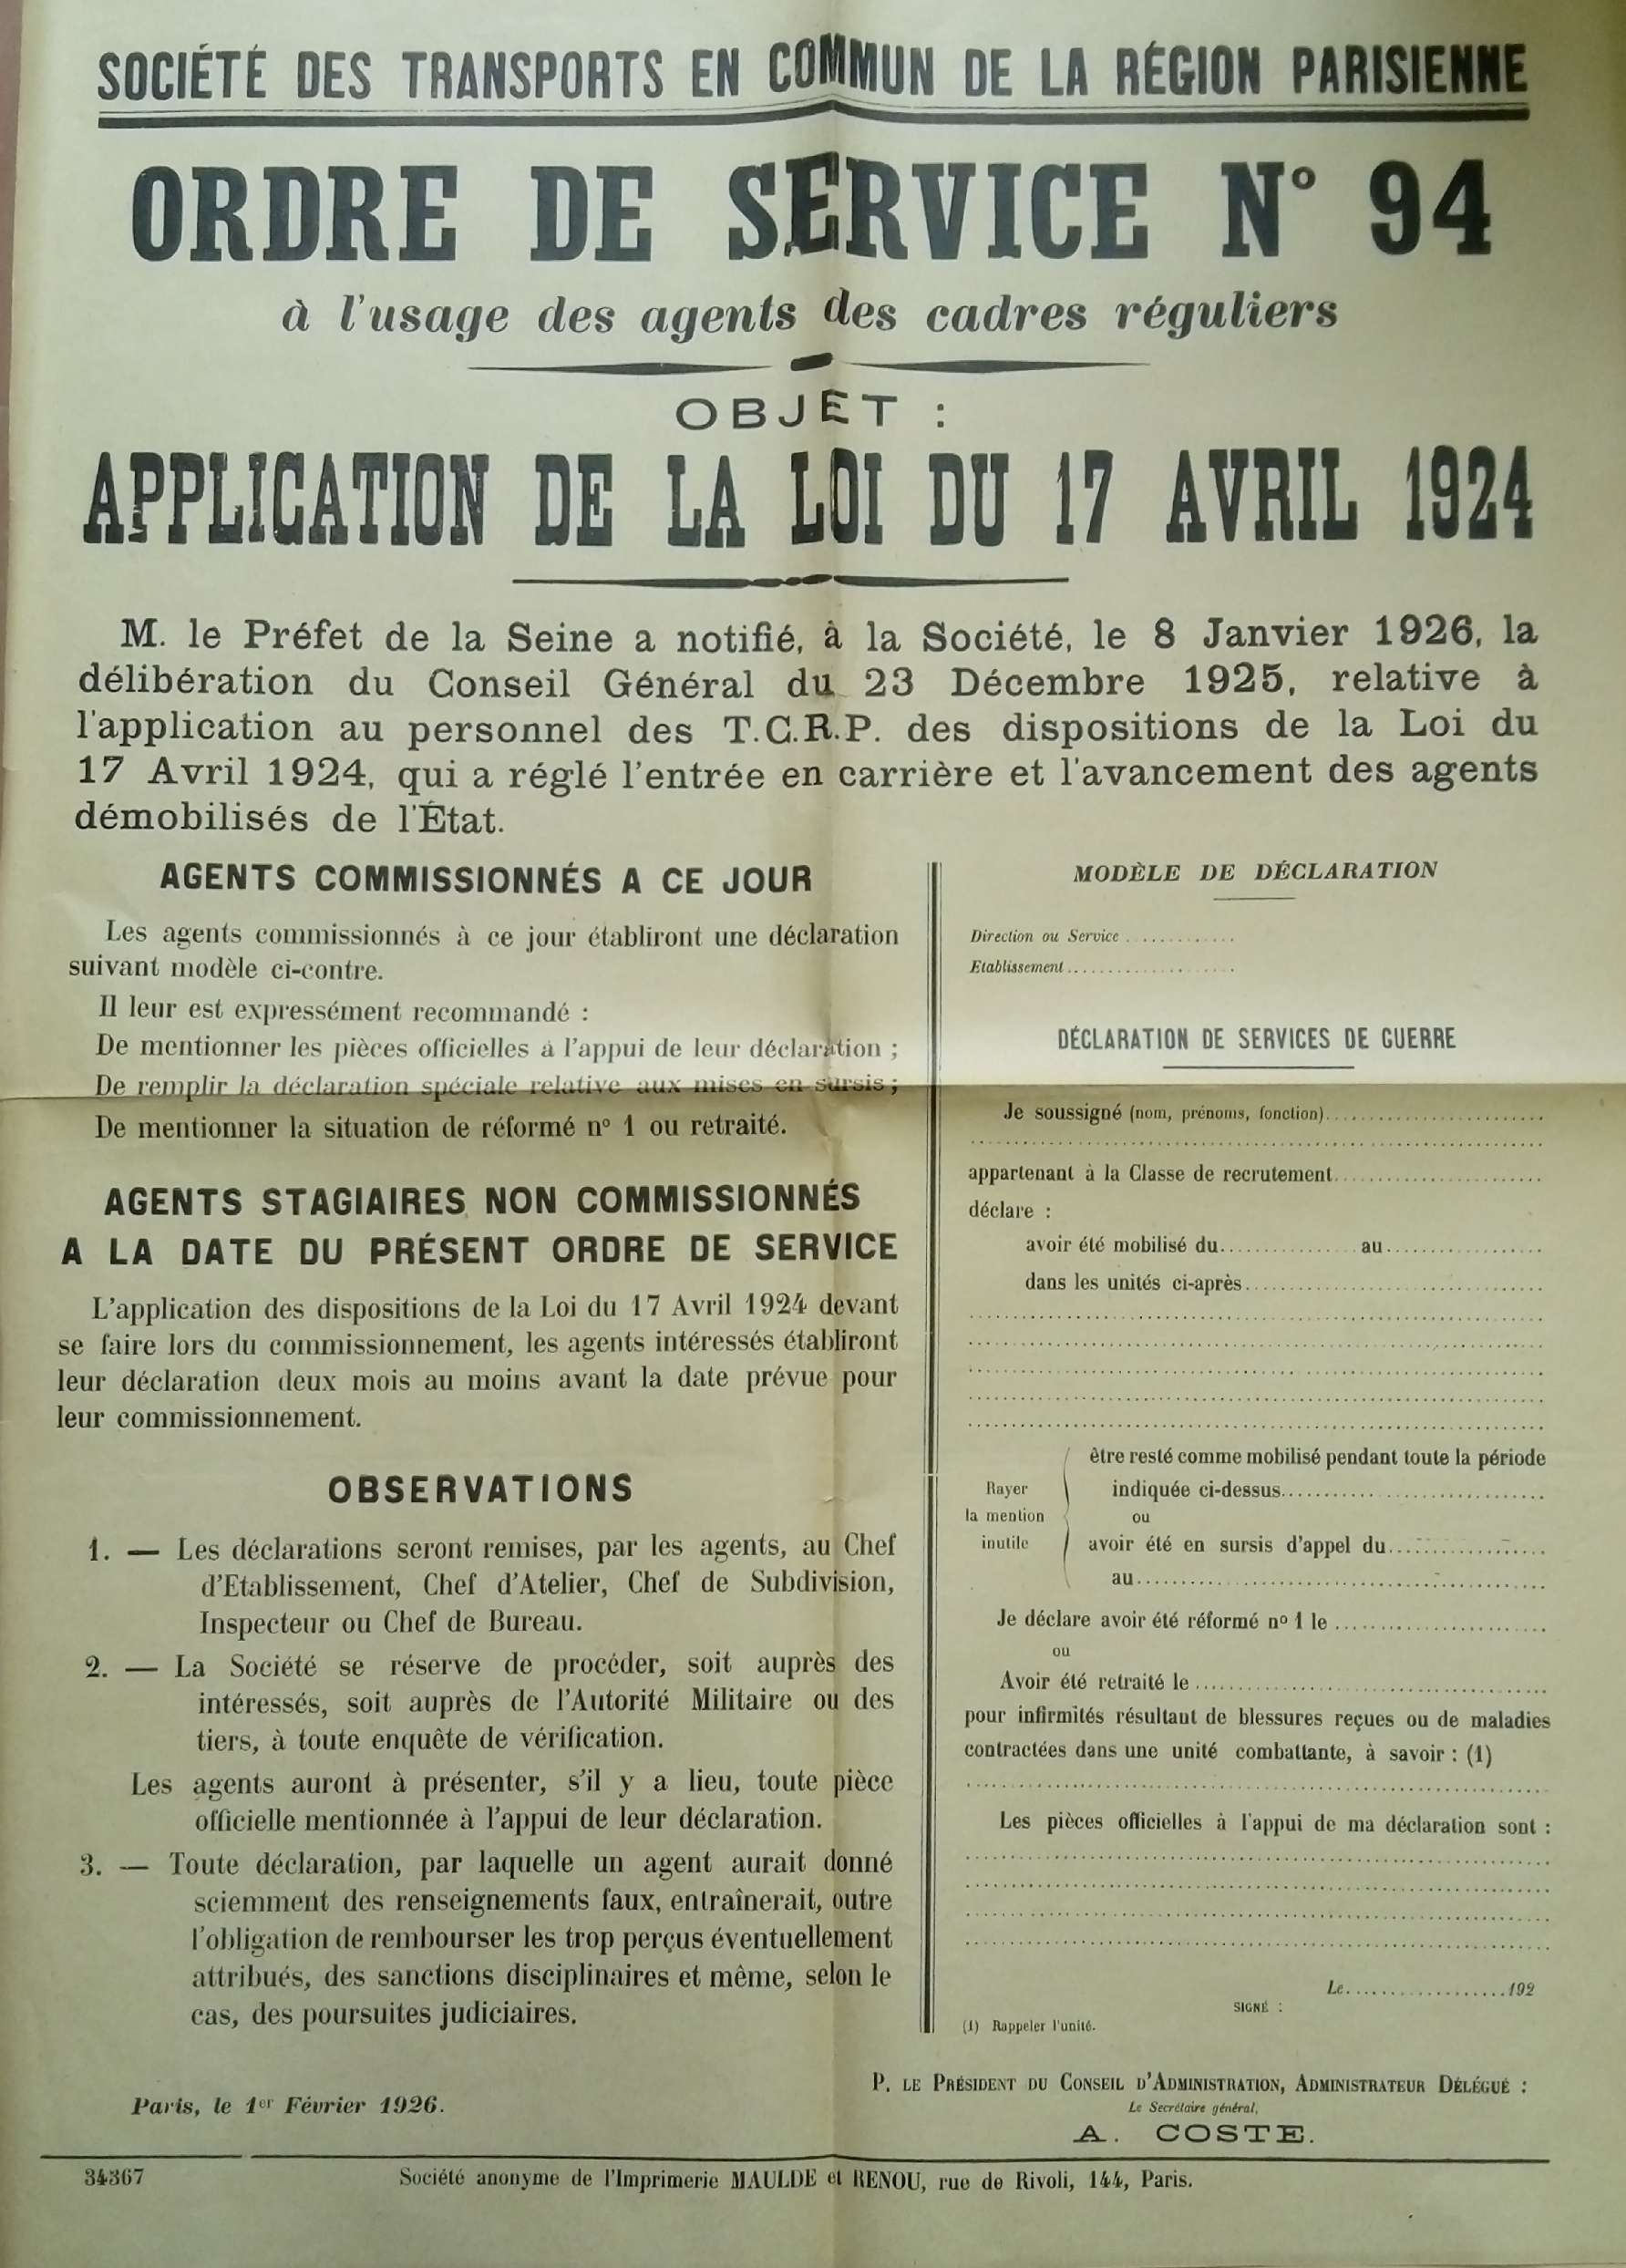 SOCIÉTÉ DES TRANSPORTS EN COMMUN DE LA RÉGION PARISIENNE
ORDRE DE SERVICE N° 94
à l'usage des agents des cadres réguliers
OBJET :
APPLICATION DE LA LOI DU 17 AVRIL 1924
M. le Préfet de la Seine a notifié, à la Société, le 8 Janvier 1926, la
délibération du Conseil Général du 23 Décembre 1925, relative à
l'application au personnel des T.C.R.P. des dispositions de la Loi du
17 Avril 1924, qui a réglé l'entrée en carrière et l'avancement des agents
démobilisés de l'État.
AGENTS COMMISSIONNÉS A CE JOUR
Les agents commissionnés à ce jour établiront une déclaration
suivant modèle ci-contre.
Il leur est expressément recommandé :
De mentionner les pièces officielles à l'appui de leur déclaration ;
De remplir la déclaration spéciale relative aux mises en sursis ;
De mentionner la situation de réformé n° 1 ou retraité.
AGENTS STAGIAIRES NON COMMISSIONNÉS
A LA DATE DU PRÉSENT ORDRE DE SERVICE
L'application des dispositions de la Loi du 17 Avril 1924 devant
se faire lors du commissionnement, les agents intéressés établiront
leur déclaration deux mois au moins avant la date prévue pour
leur commissionnement.
OBSERVATIONS
1. — Les déclarations seront remises, par les agents, au Chef
d'Etablissement, Chef d'Atelier, Chef de Subdivision,
Inspecteur ou Chef de Bureau.
2. — La Société se réserve de procéder, soit auprès des
intéressés, soit auprès de l'Autorité Militaire ou des
tiers, à toute enquête de vérification.
Les agents auront à présenter, s'il y a lieu, toute pièce
officielle mentionnée à l'appui de leur déclaration.
3. — Toute déclaration, par laquelle un agent aurait donné
sciemment des renseignements faux, entraînerait, outre
l'obligation de rembourser les trop perçus éventuellement
attribués, des sanctions disciplinaires et même, selon le
cas, des poursuites judiciaires.
MODÈLE DE DÉCLARATION
Direction ou Service .............
Etablissement ....................
DÉCLARATION DE SERVICES DE GUERRE
Je soussigné (nom, prénoms, fonction)........................
appartenant à la Classe de recrutement.......................
déclare :
avoir été mobilisé du............... au.................
dans les unités ci-après................................
être resté comme mobilisé pendant toute la période
Rayer
la mention
inutile
indiquée ci-dessus............................
ou
avoir été en sursis d'appel du.................
au............................................
Je déclare avoir été réformé n° 1 le ........................
ou
Avoir été retraité le .......................................
pour infirmités résultant de blessures reçues ou de maladies
contractées dans une unité combattante, à savoir : (1)
Les pièces officielles à l'appui de ma déclaration sont :
Le...................192
SIGNÉ :
(1) Rappeler l'unité.
Paris, le 1er Février 1926.
P. LE PRÉSIDENT DU CONSEIL D'ADMINISTRATION, ADMINISTRATEUR DÉLÉGUÉ :
Le Secrétaire général,
A. COSTE.
34367
Société anonyme de l'Imprimerie MAULDE et RENOU, rue de Rivoli, 144, Paris.